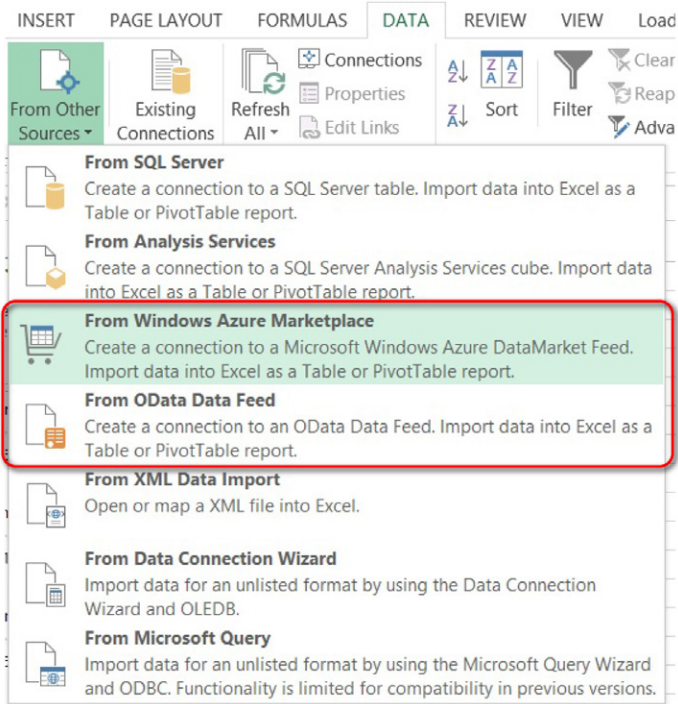 INSERT PAGE LAYOUT FORMULAS DATA REVIEW VIEW Load
From Other Sources
Existing Connections
Refresh All
Connections
Properties
Edit Links
Sort
Filter
Clear
Reap
Adva
From SQL Server
Create a connection to a SQL Server table. Import data into Excel as a
Table or PivotTable report.
From Analysis Services
Create a connection to a SQL Server Analysis Services cube. Import data
into Excel as a Table or PivotTable report.
From Windows Azure Marketplace
Create a connection to a Microsoft Windows Azure DataMarket Feed.
Import data into Excel as a Table or PivotTable report.
From OData Data Feed
Create a connection to an OData Data Feed. Import data into Excel as a
Table or PivotTable report.
From XML Data Import
Open or map a XML file into Excel.
From Data Connection Wizard
Import data for an unlisted format by using the Data Connection
Wizard and OLEDB.
From Microsoft Query
Import data for an unlisted format by using the Microsoft Query Wizard
and ODBC. Functionality is limited for compatibility in previous versions.